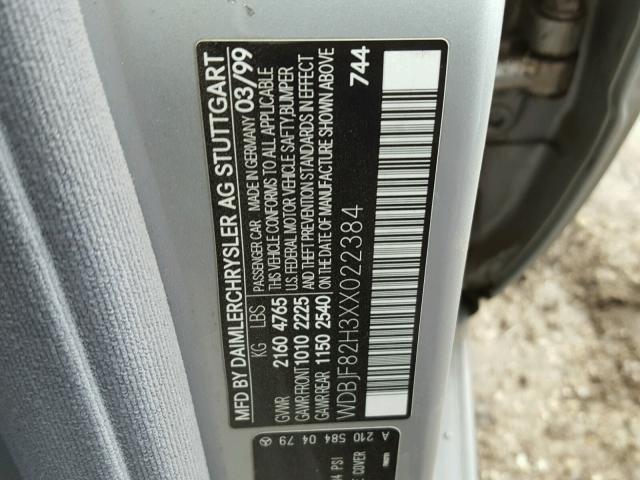 MFD BY DAIMLERCHRYSLER AG STUTTGART
PASSENGER CAR MADE IN GERMANY 03/99
KG LBS THIS VEHICLE CONFORMS TO ALL APPLICABLE
GVWR 2160 4765 U.S. FEDERAL MOTOR VEHICLE SAFETY, BUMPER
GAWR FRONT 1010 2225 & THEFT PREVENTION STANDARDS IN EFFECT
GAWR REAR 1150 2540 ON THE DATE OF MANUFACTURE SHOWN ABOVE
WDBJF82H3XX022384 744
A 210 584 04 79
PSI
COVER